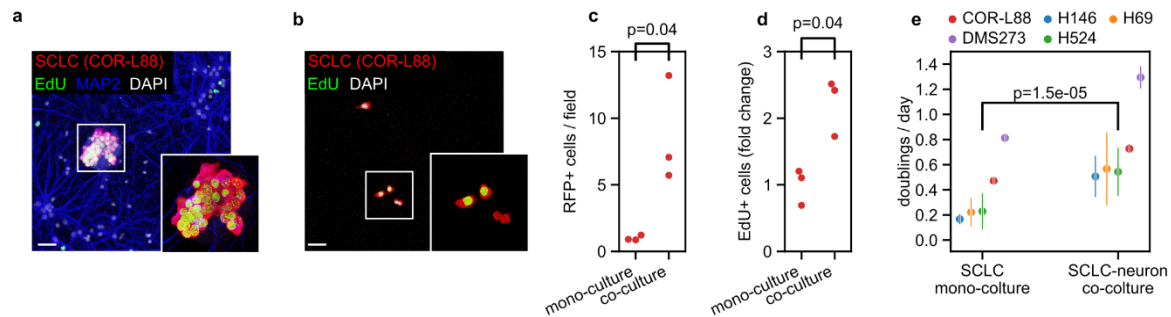 a
SCLC (COR-L88)
EdU MAP2 DAPI
b
SCLC (COR-L88)
EdU DAPI
c
p=0.04
RFP+ cells / field
15
10
5
0
mono-culture
co-culture
d
p=0.04
EdU+ cells (fold change)
3
2
1
0
mono-culture
co-culture
e
COR-L88 H146 H69
DMS273 H524
doublings / day
1.4
1.2
1.0
0.8
0.6
0.4
0.2
0.0
p=1.5e-05
SCLC
mono-colture
SCLC-neuron
co-colture